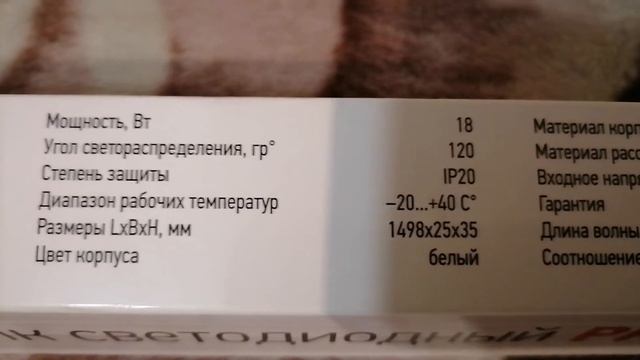 Мощность, Вт 18 Материал
Угол светораспределения, гр° 120 Материал
Степень защиты IP20 Входное
Диапазон рабочих температур –20...+40 C° Гарантия
Размеры LxBxH, мм 1498x25x35 Длина волны
Цвет корпуса белый Соотношение
светодиодный